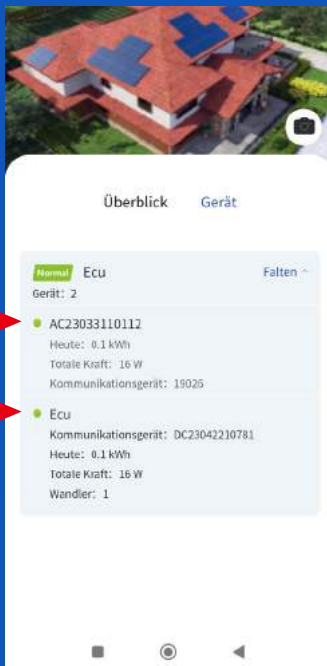 Überblick Gerät
Normal Ecu Falten
Gerät: 2
AC23033110112
Heute: 0.1 kWh
Totale Kraft: 16 W
Kommunikationsgerät: 19026
Ecu
Kommunikationsgerät: DC23042210781
Heute: 0.1 kWh
Totale Kraft: 16 W
Wandler: 1